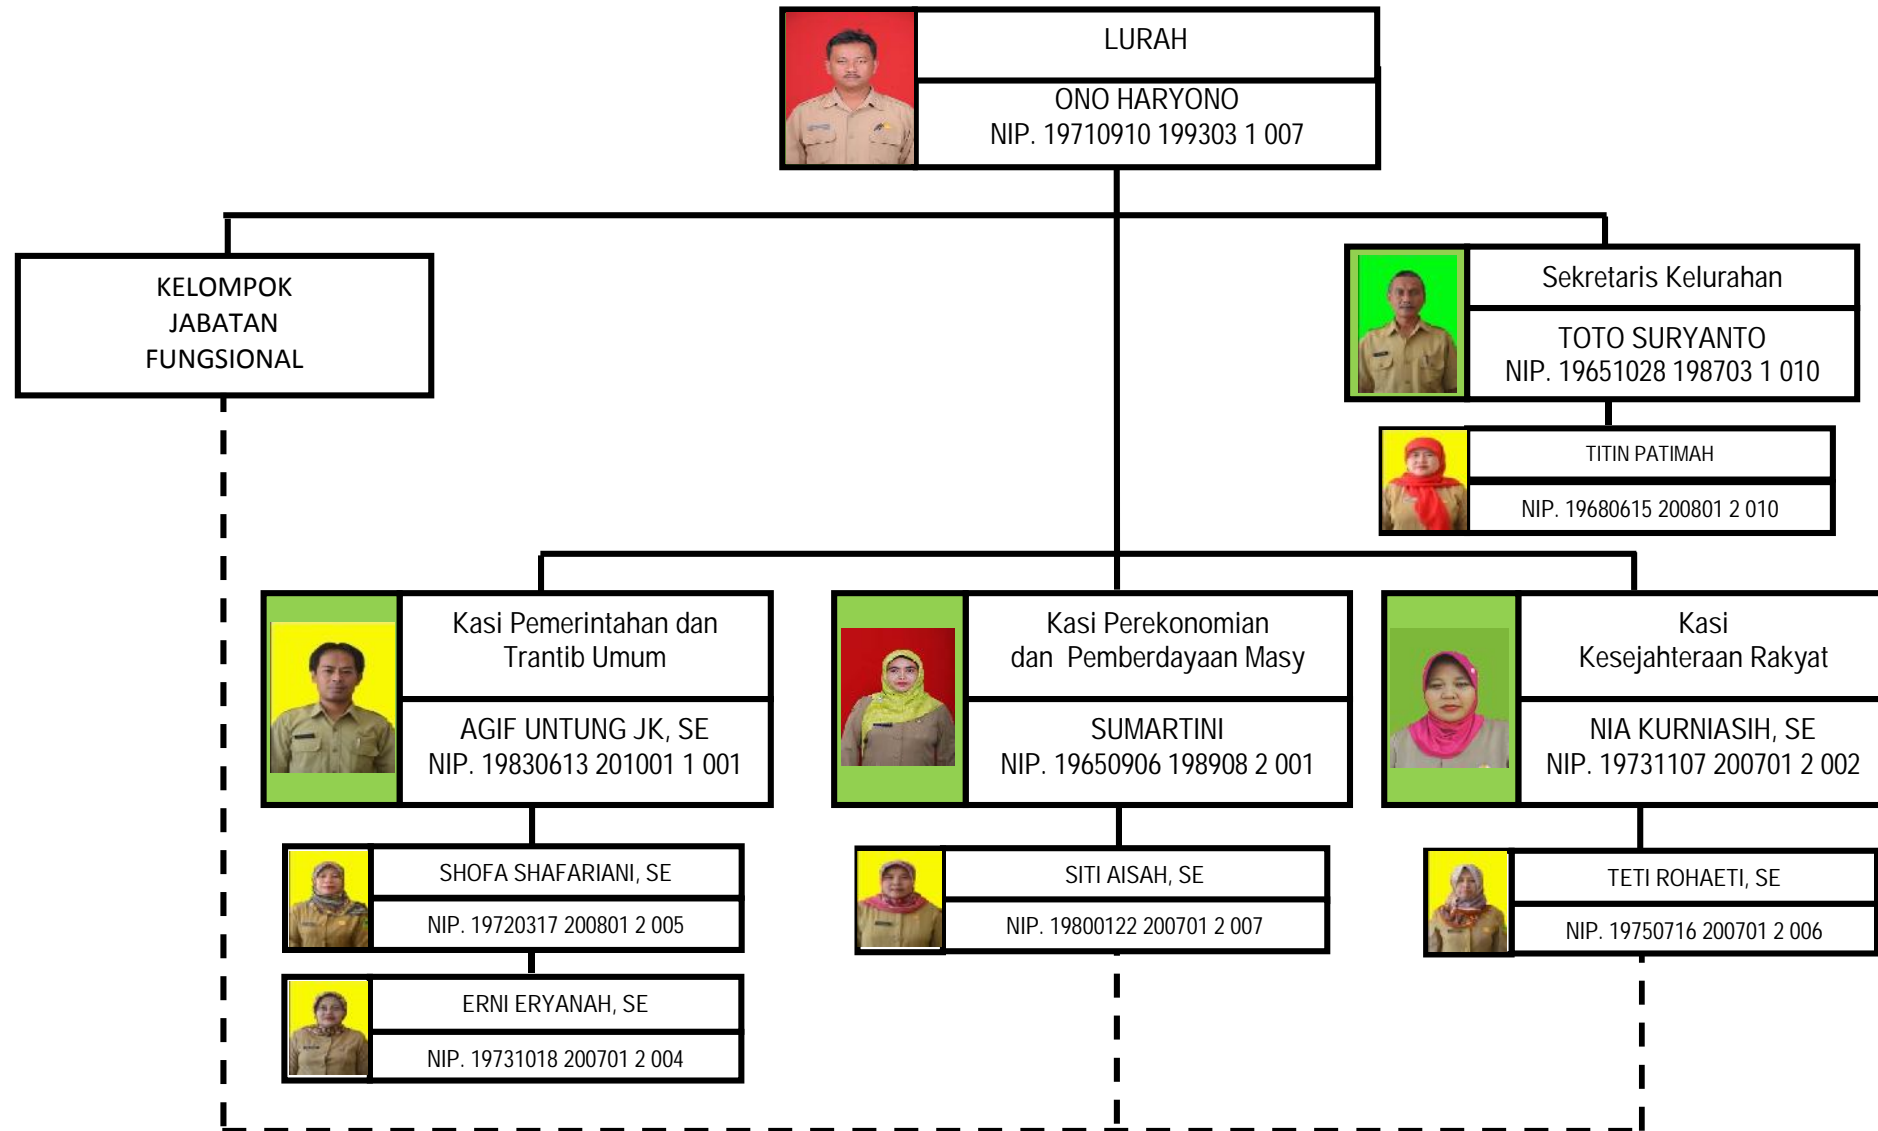 LURAH
ONO HARYONO
NIP. 19710910 199303 1 007
KELOMPOK
JABATAN
FUNGSIONAL
Sekretaris Kelurahan
TOTO SURYANTO
NIP. 19651028 198703 1 010
TITIN PATIMAH
NIP. 19680615 200801 2 010
Kasi Pemerintahan dan
Trantib Umum
AGIF UNTUNG JK, SE
NIP. 19830613 201001 1 001
Kasi Perekonomian
dan Pemberdayaan Masy
SUMARTINI
NIP. 19650906 198908 2 001
Kasi
Kesejahteraan Rakyat
NIA KURNIASIH, SE
NIP. 19731107 200701 2 002
SHOFA SHAFARIANI, SE
NIP. 19720317 200801 2 005
ERNI ERYANAH, SE
NIP. 19731018 200701 2 004
SITI AISAH, SE
NIP. 19800122 200701 2 007
TETI ROHAETI, SE
NIP. 19750716 200701 2 006